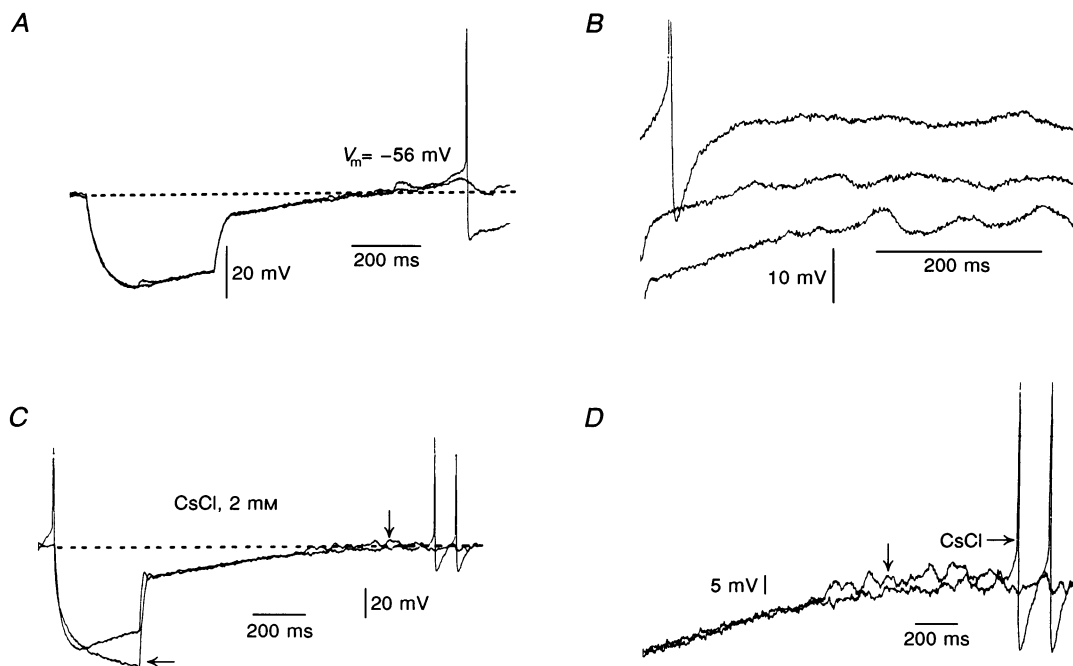 A
B
Vm = −56 mV
20 mV
200 ms
10 mV
200 ms
C
D
CsCl, 2 mM
CsCl
5 mV
20 mV
200 ms
200 ms